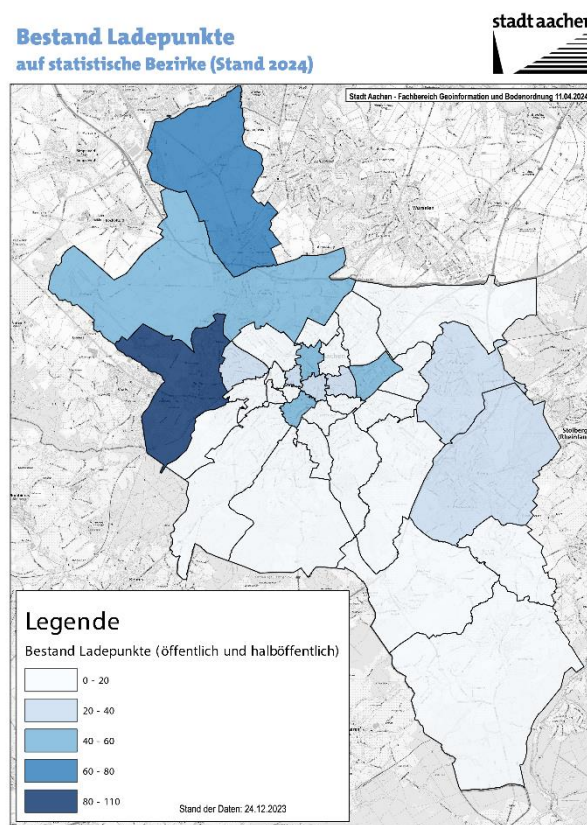 Bestand Ladepunkte
auf statistische Bezirke (Stand 2024)
stadt aachen
Stadt Aachen - Fachbereich Geoinformation und Bodenordnung 11.04.2024
Würselen
Stolberg
(Rheinland
Legende
Bestand Ladepunkte (öffentlich und halböffentlich)
0 - 20
20 - 40
40 - 60
60 - 80
80 - 110
Stand der Daten: 24.12.2023